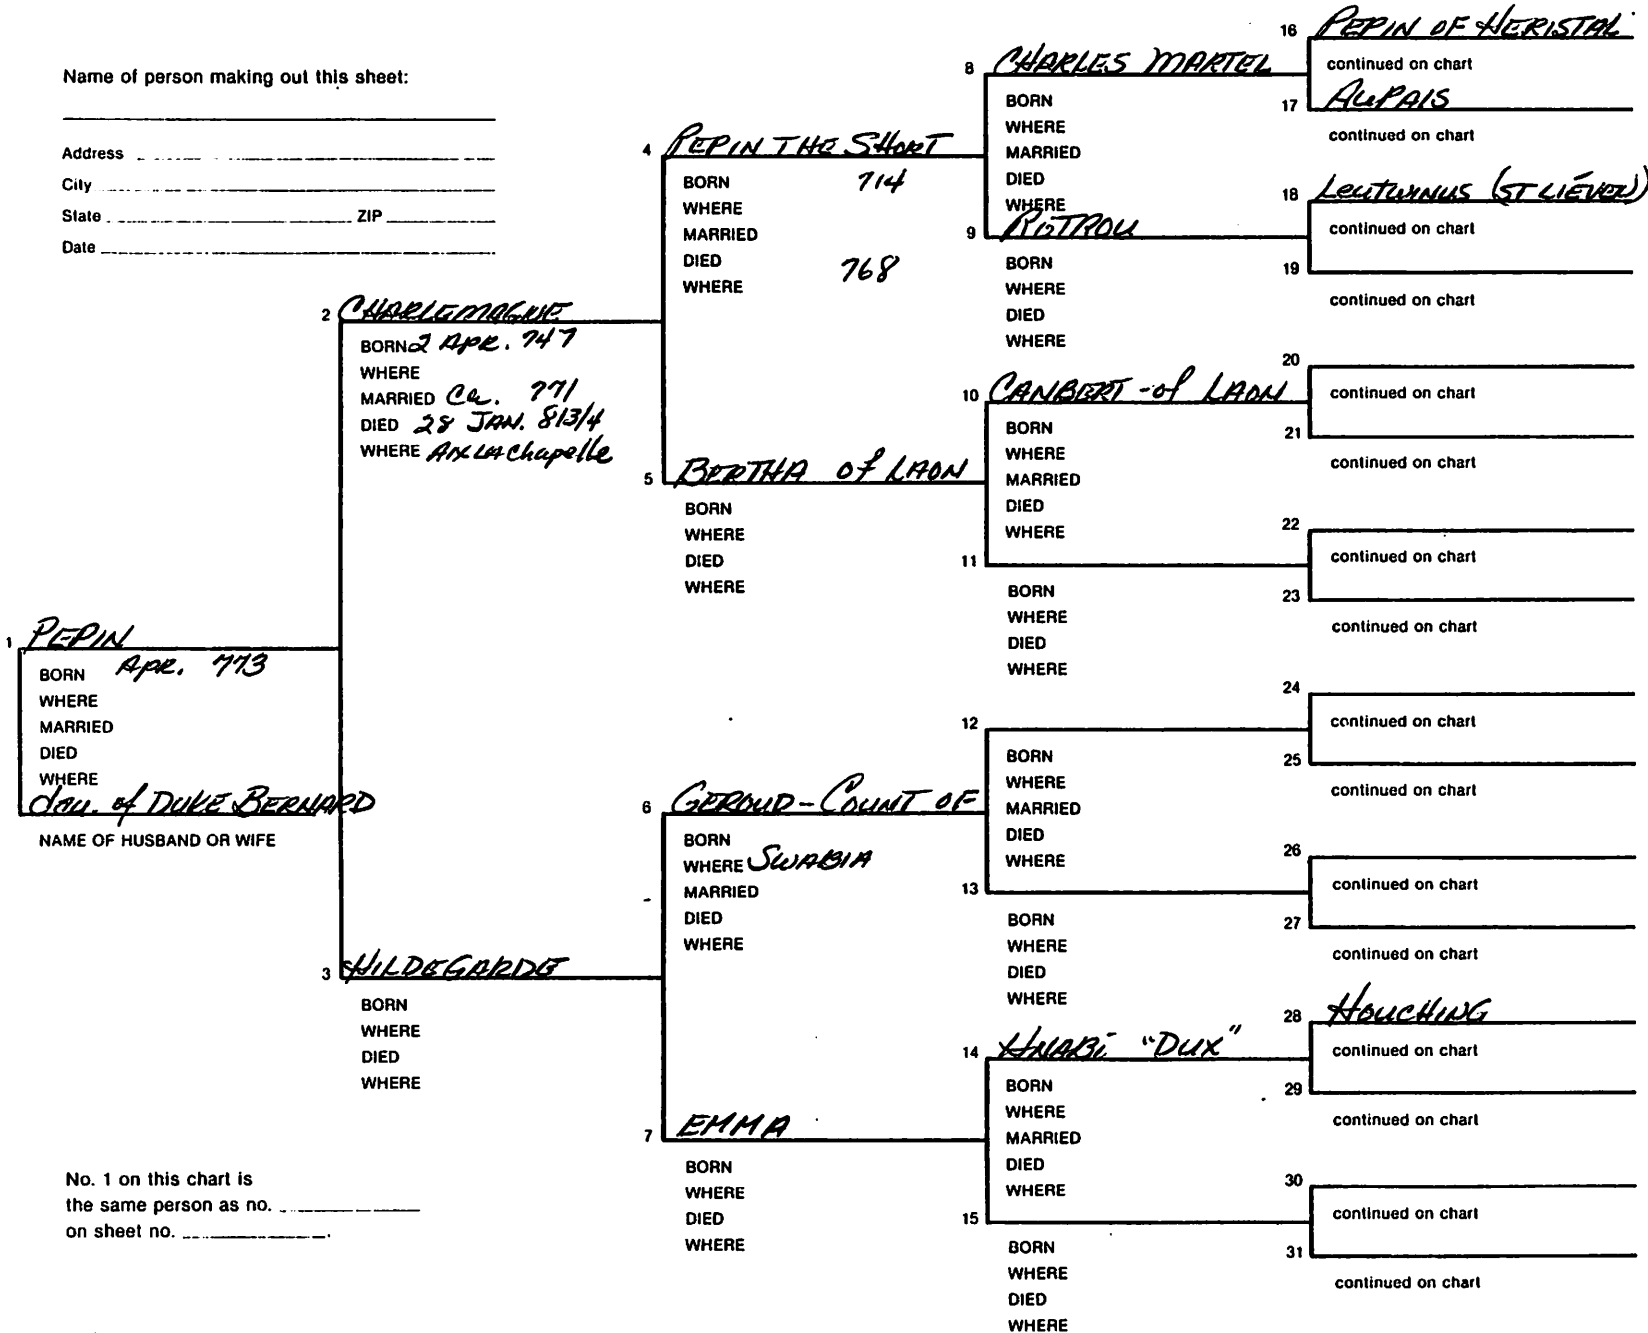 Name of person making out this sheet:
Address
City
State ZIP
Date
1 PEPIN
BORN Apr. 773
WHERE
MARRIED
DIED
WHERE
dau. of DUKE BERNARD
NAME OF HUSBAND OR WIFE
No. 1 on this chart is
the same person as no.
on sheet no.
2 CHARLEMAGNE
BORN 2 Apr. 747
WHERE
MARRIED Ca. 771
DIED 28 JAN. 813/4
WHERE Aix La Chapelle
3 HILDEGARDE
BORN
WHERE
DIED
WHERE
4 PEPIN THE SHORT
BORN 714
WHERE
MARRIED
DIED 768
WHERE
5 BERTHA of LAON
BORN
WHERE
DIED
WHERE
6 GEROUD - COUNT OF
BORN
WHERE SWABIA
MARRIED
DIED
WHERE
7 EMMA
BORN
WHERE
DIED
WHERE
8 CHARLES MARTEL
BORN
WHERE
MARRIED
DIED
WHERE
9 ROTROU
BORN
WHERE
DIED
WHERE
10 CANBERT - of LAON
BORN
WHERE
MARRIED
DIED
WHERE
11
BORN
WHERE
DIED
WHERE
12
BORN
WHERE
MARRIED
DIED
WHERE
13
BORN
WHERE
DIED
WHERE
14 HNABI "DUX"
BORN
WHERE
MARRIED
DIED
WHERE
15
BORN
WHERE
DIED
WHERE
16 PEPIN OF HERISTAL
continued on chart
17 ALPAIS
continued on chart
18 Leutwinus (ST LIÉVEN)
continued on chart
19
continued on chart
20
continued on chart
21
continued on chart
22
continued on chart
23
continued on chart
24
continued on chart
25
continued on chart
26
continued on chart
27
continued on chart
28 HOUCHING
continued on chart
29
continued on chart
30
continued on chart
31
continued on chart